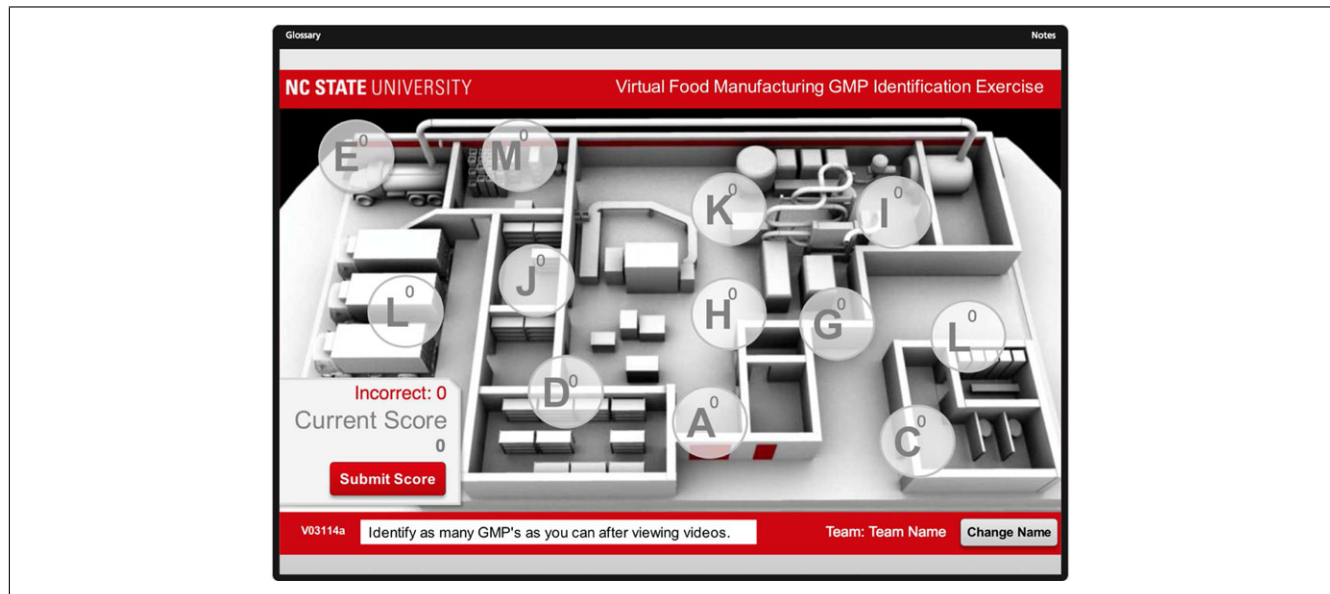 Glossary
Notes
NC STATE UNIVERSITY
Virtual Food Manufacturing GMP Identification Exercise
E 0
M 0
K 0
I 0
J 0
L 0
H 0
G 0
L 0
D 0
A 0
C 0
Incorrect: 0
Current Score
0
Submit Score
V03114a
Identify as many GMP's as you can after viewing videos.
Team: Team Name
Change Name